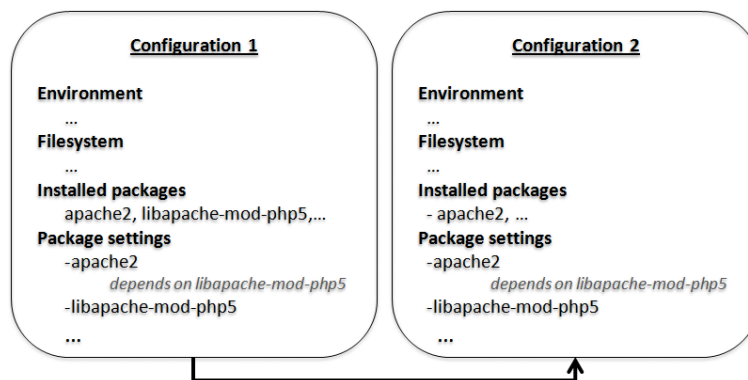 Configuration 1
Environment
...
Filesystem
...
Installed packages
apache2, libapache-mod-php5,...
Package settings
-apache2
depends on libapache-mod-php5
-libapache-mod-php5
...
Configuration 2
Environment
...
Filesystem
...
Installed packages
- apache2, ...
Package settings
-apache2
depends on libapache-mod-php5
-libapache-mod-php5
...